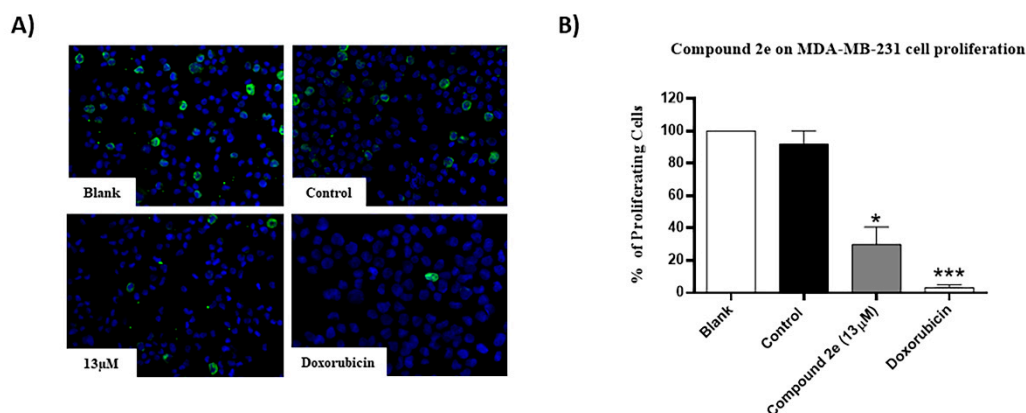 A)
Blank
Control
13µM
Doxorubicin
B)
Compound 2e on MDA-MB-231 cell proliferation
% of Proliferating Cells
120
100
80
60
40
20
0
*
***
Blank
Control
Compound 2e (13µM)
Doxorubicin